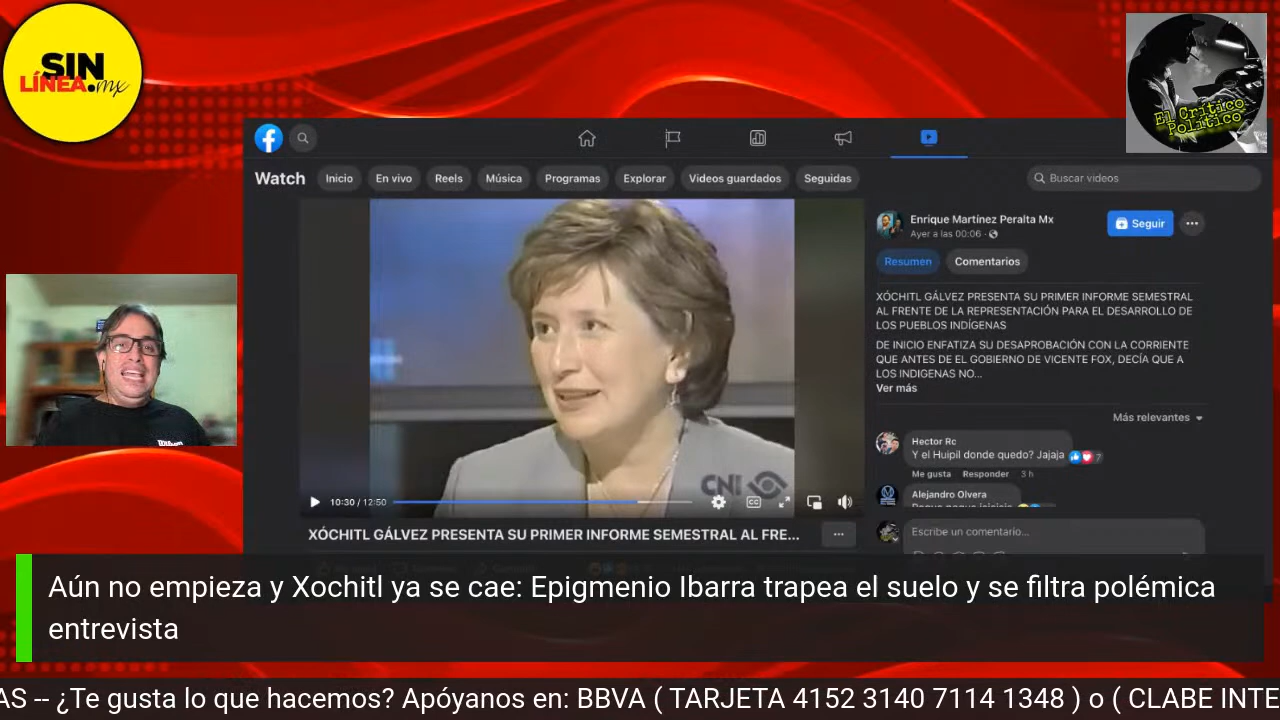 SIN
LÍNEA.mx
El Crítico
Político
Watch
Inicio
En vivo
Reels
Música
Programas
Explorar
Videos guardados
Seguidas
Buscar videos
Enrique Martínez Peralta Mx
Ayer a las 00:06
Seguir
Resumen
Comentarios
XÓCHITL GÁLVEZ PRESENTA SU PRIMER INFORME SEMESTRAL
AL FRENTE DE LA REPRESENTACIÓN PARA EL DESARROLLO DE
LOS PUEBLOS INDÍGENAS
DE INICIO ENFATIZA SU DESAPROBACIÓN CON LA CORRIENTE
QUE ANTES DE EL GOBIERNO DE VICENTE FOX, DECÍA QUE A
LOS INDIGENAS NO...
Ver más
Más relevantes
Hector Rc
Y el Huipil donde quedo? Jajaja
7
Me gusta Responder 3 h
Alejandro Olvera
Escribe un comentario...
CNI
10:30 / 12:50
CC
XÓCHITL GÁLVEZ PRESENTA SU PRIMER INFORME SEMESTRAL AL FRE...
Wilson
Aún no empieza y Xochitl ya se cae: Epigmenio Ibarra trapea el suelo y se filtra polémica
entrevista
AS -- ¿Te gusta lo que hacemos? Apóyanos en: BBVA ( TARJETA 4152 3140 7114 1348 ) o ( CLABE INTE